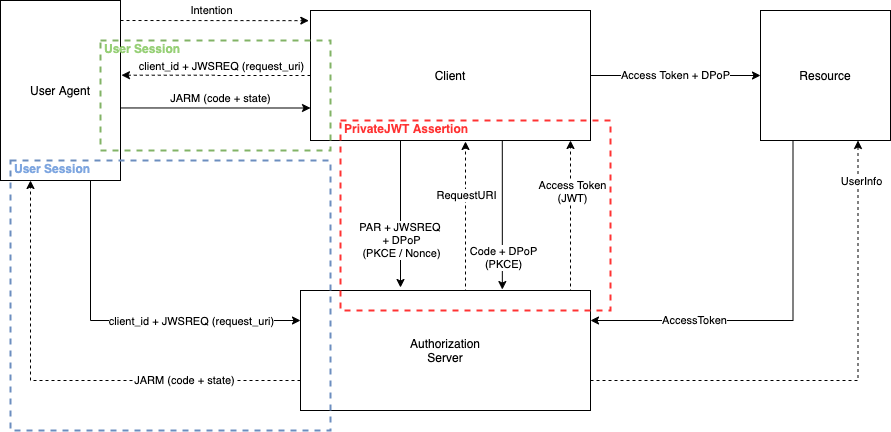 Intention
User Session
client_id + JWSREQ (request_uri)
User Agent
JARM (code + state)
Client
Access Token + DPoP
Resource
PrivateJWT Assertion
User Session
PAR + JWSREQ
+ DPoP
(PKCE / Nonce)
RequestURI
Code + DPoP
(PKCE)
Access Token
(JWT)
UserInfo
client_id + JWSREQ (request_uri)
Authorization
Server
AccessToken
JARM (code + state)